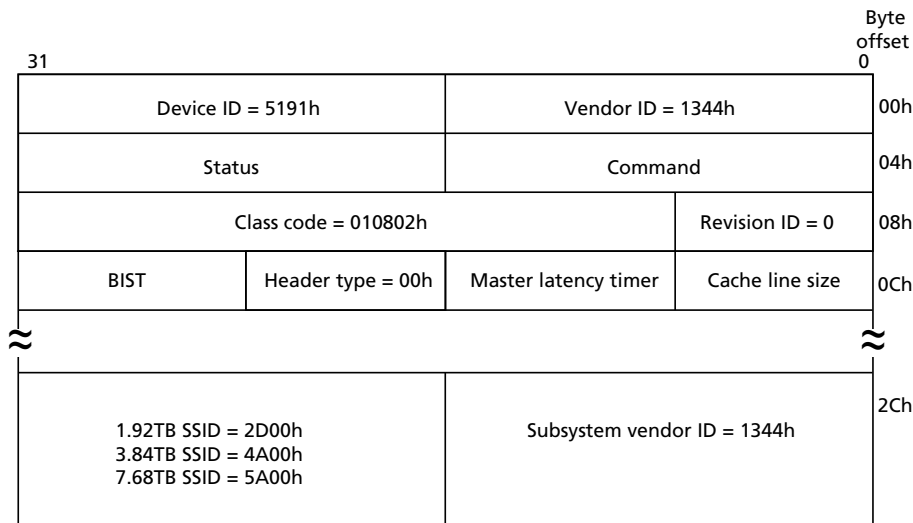 Byte
offset
31 0
Device ID = 5191h Vendor ID = 1344h 00h
Status Command 04h
Class code = 010802h Revision ID = 0 08h
BIST Header type = 00h Master latency timer Cache line size 0Ch
≈ ≈
2Ch
1.92TB SSID = 2D00h Subsystem vendor ID = 1344h
3.84TB SSID = 4A00h
7.68TB SSID = 5A00h